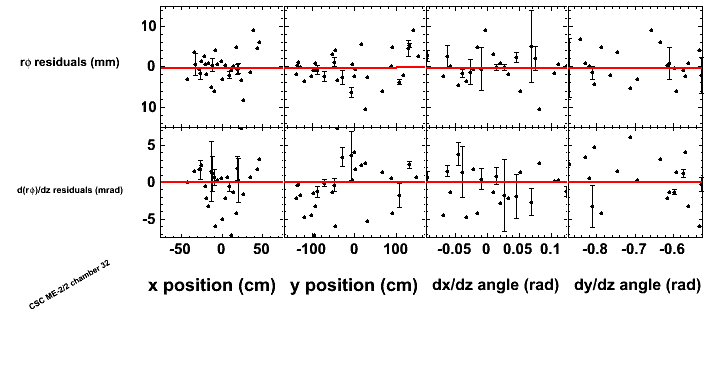 10
rϕ residuals (mm)
0
10
5
d(rϕ)/dz residuals (mrad)
0
-5
-50 0 50 -100 0 100 -0.05 0 0.05 0.1 -0.8 -0.7 -0.6
x position (cm) y position (cm) dx/dz angle (rad) dy/dz angle (rad)
CSC ME-2/2 chamber 32